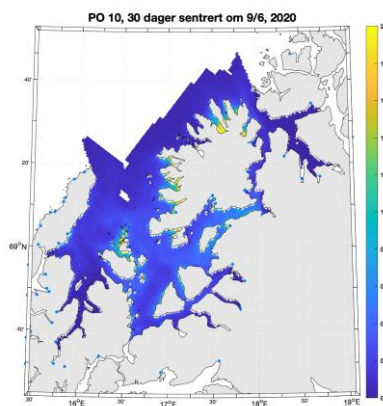 PO 10, 30 dager sentrert om 9/6, 2020
40'
20'
69°N
40'
30'
16°E
30'
17°E
30'
18°E
30'
19°E